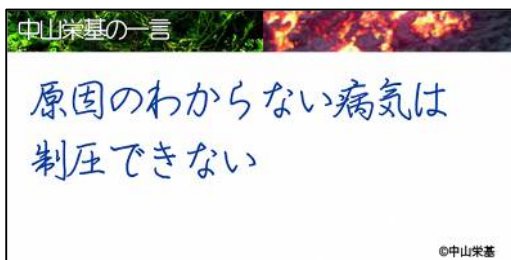 中山栄基の一言
原因のわからない病気は
制圧できない
©中山栄基